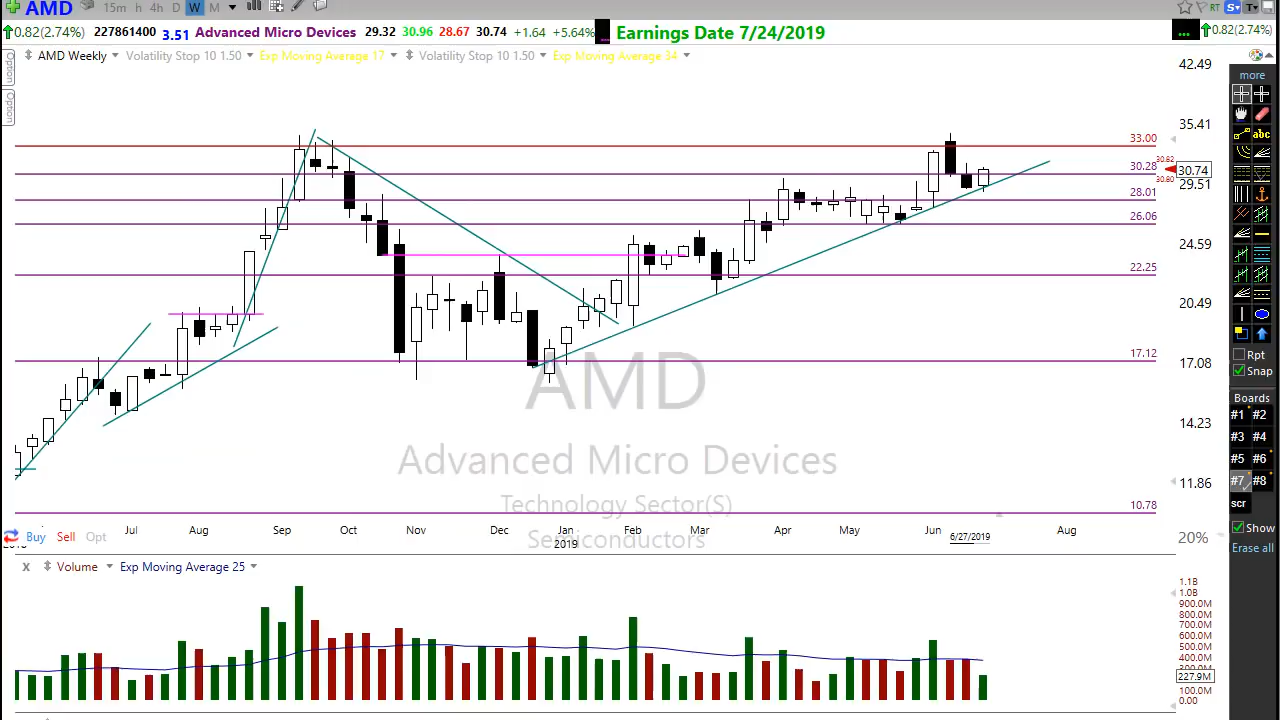 AMD 15m h 4h D W M S T
0.82(2.74%) 227861400 3.51 Advanced Micro Devices 29.32 30.96 28.67 30.74 +1.64 +5.64% Earnings Date 7/24/2019 ... 0.82(2.74%)
RT
AMD Weekly Volatility Stop 10 1.50 Exp Moving Average 17 Volatility Stop 10 1.50 Exp Moving Average 34
Option
Option
more
abc
42.49
35.41
33.00
30.28
30.82
30.74
30.80
29.51
28.01
26.06
24.59
22.25
20.49
17.12
17.08
14.23
11.86
10.78
AMD
Advanced Micro Devices
Technology Sector(S)
Semiconductors
Rpt
Snap
Boards
#1 #2
#3 #4
#5 #6
#7 #8
scr
Show
Erase all
Jul Aug Sep Oct Nov Dec Jan Feb Mar Apr May Jun Aug
2019 6/27/2019
Buy Sell Opt
20%
x Volume Exp Moving Average 25
1.1B
1.0B
900.0M
800.0M
700.0M
600.0M
500.0M
400.0M
300.0M
227.9M
100.0M
0.00